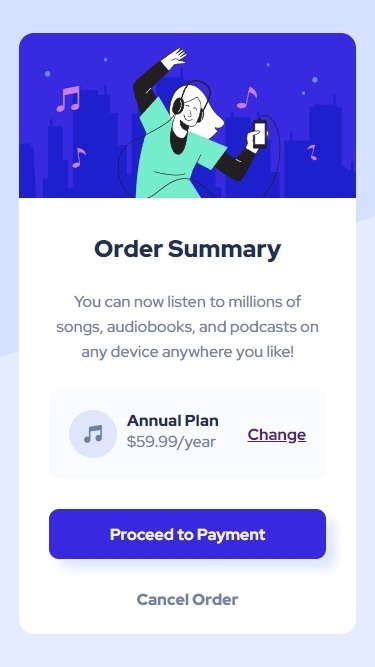 Order Summary
You can now listen to millions of
songs, audiobooks, and podcasts on
any device anywhere you like!
Annual Plan
$59.99/year
Change
Proceed to Payment
Cancel Order